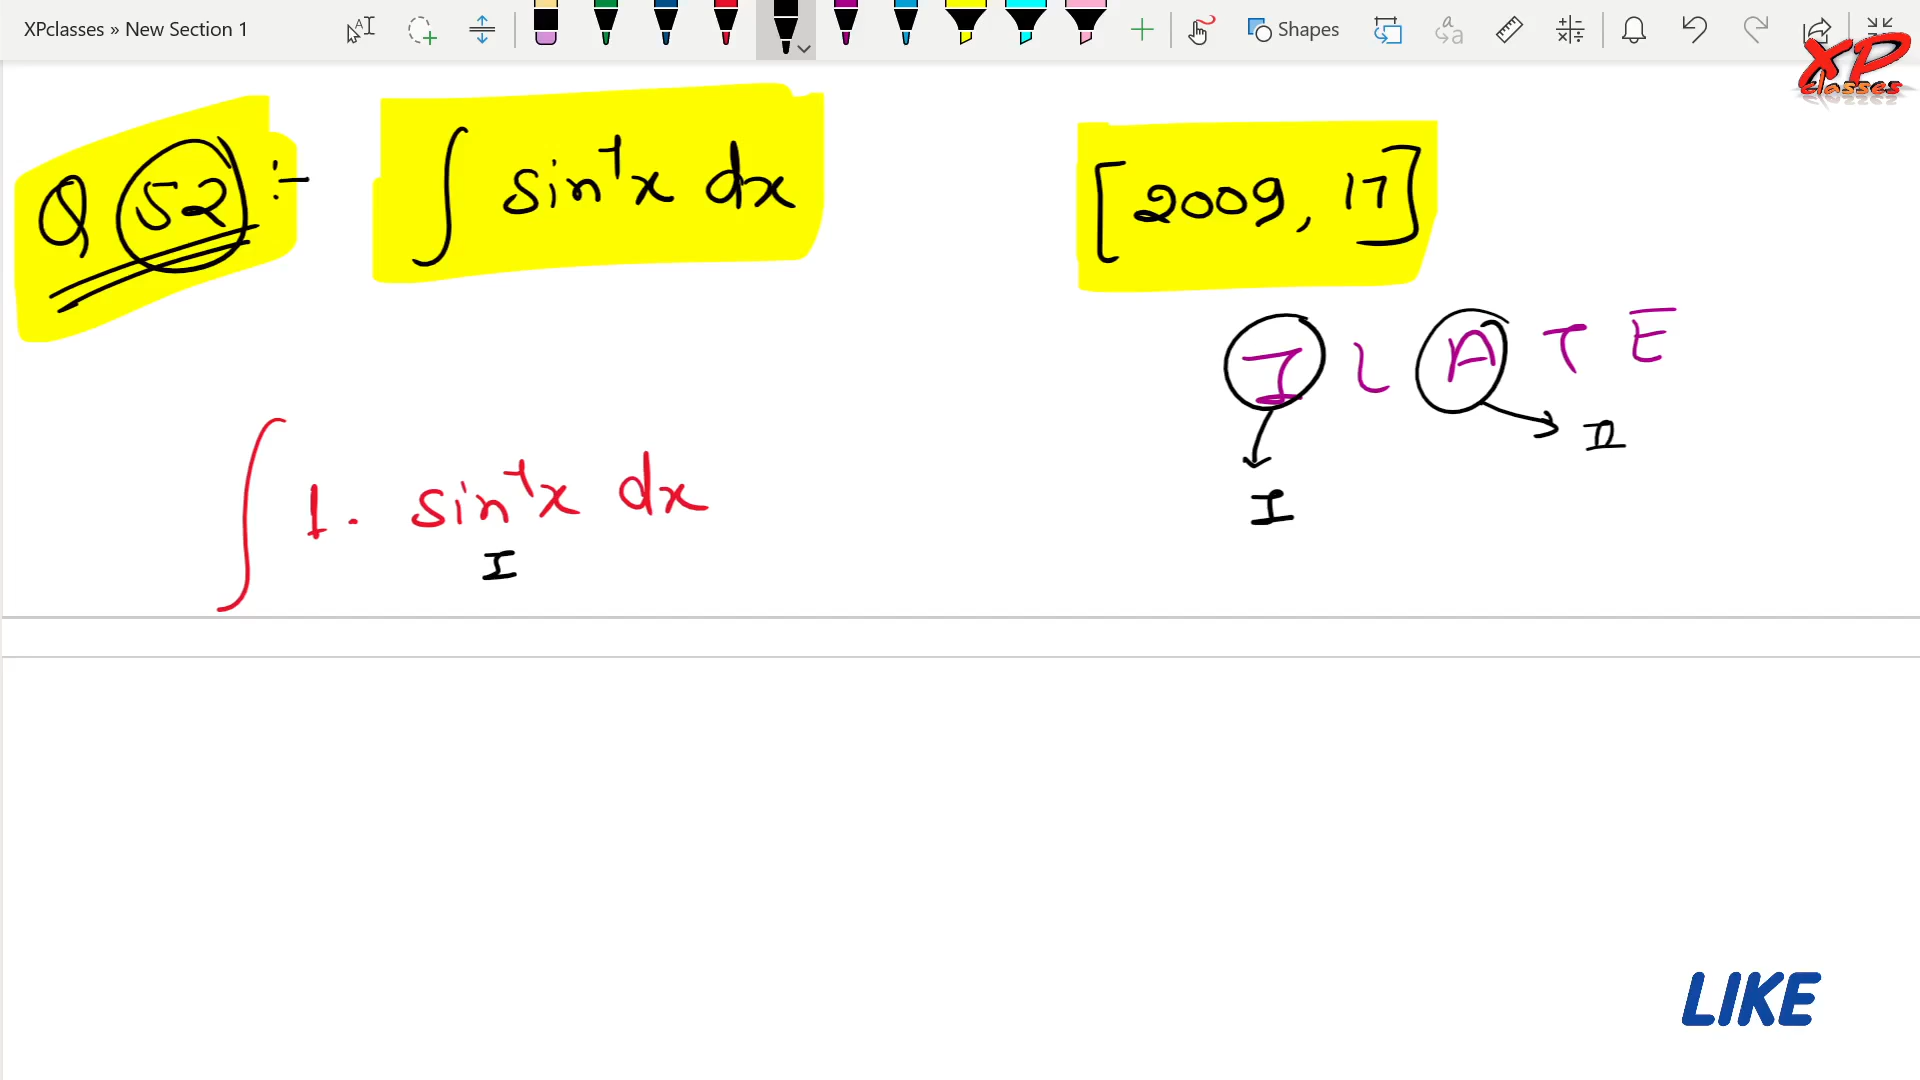 XPclasses » New Section 1
Shapes
XP
classes
Q 52 :-
∫ sin⁻¹x dx
[2009, 17]
I L A T E
II
I
∫ 1. sin⁻¹x dx
I
LIKE